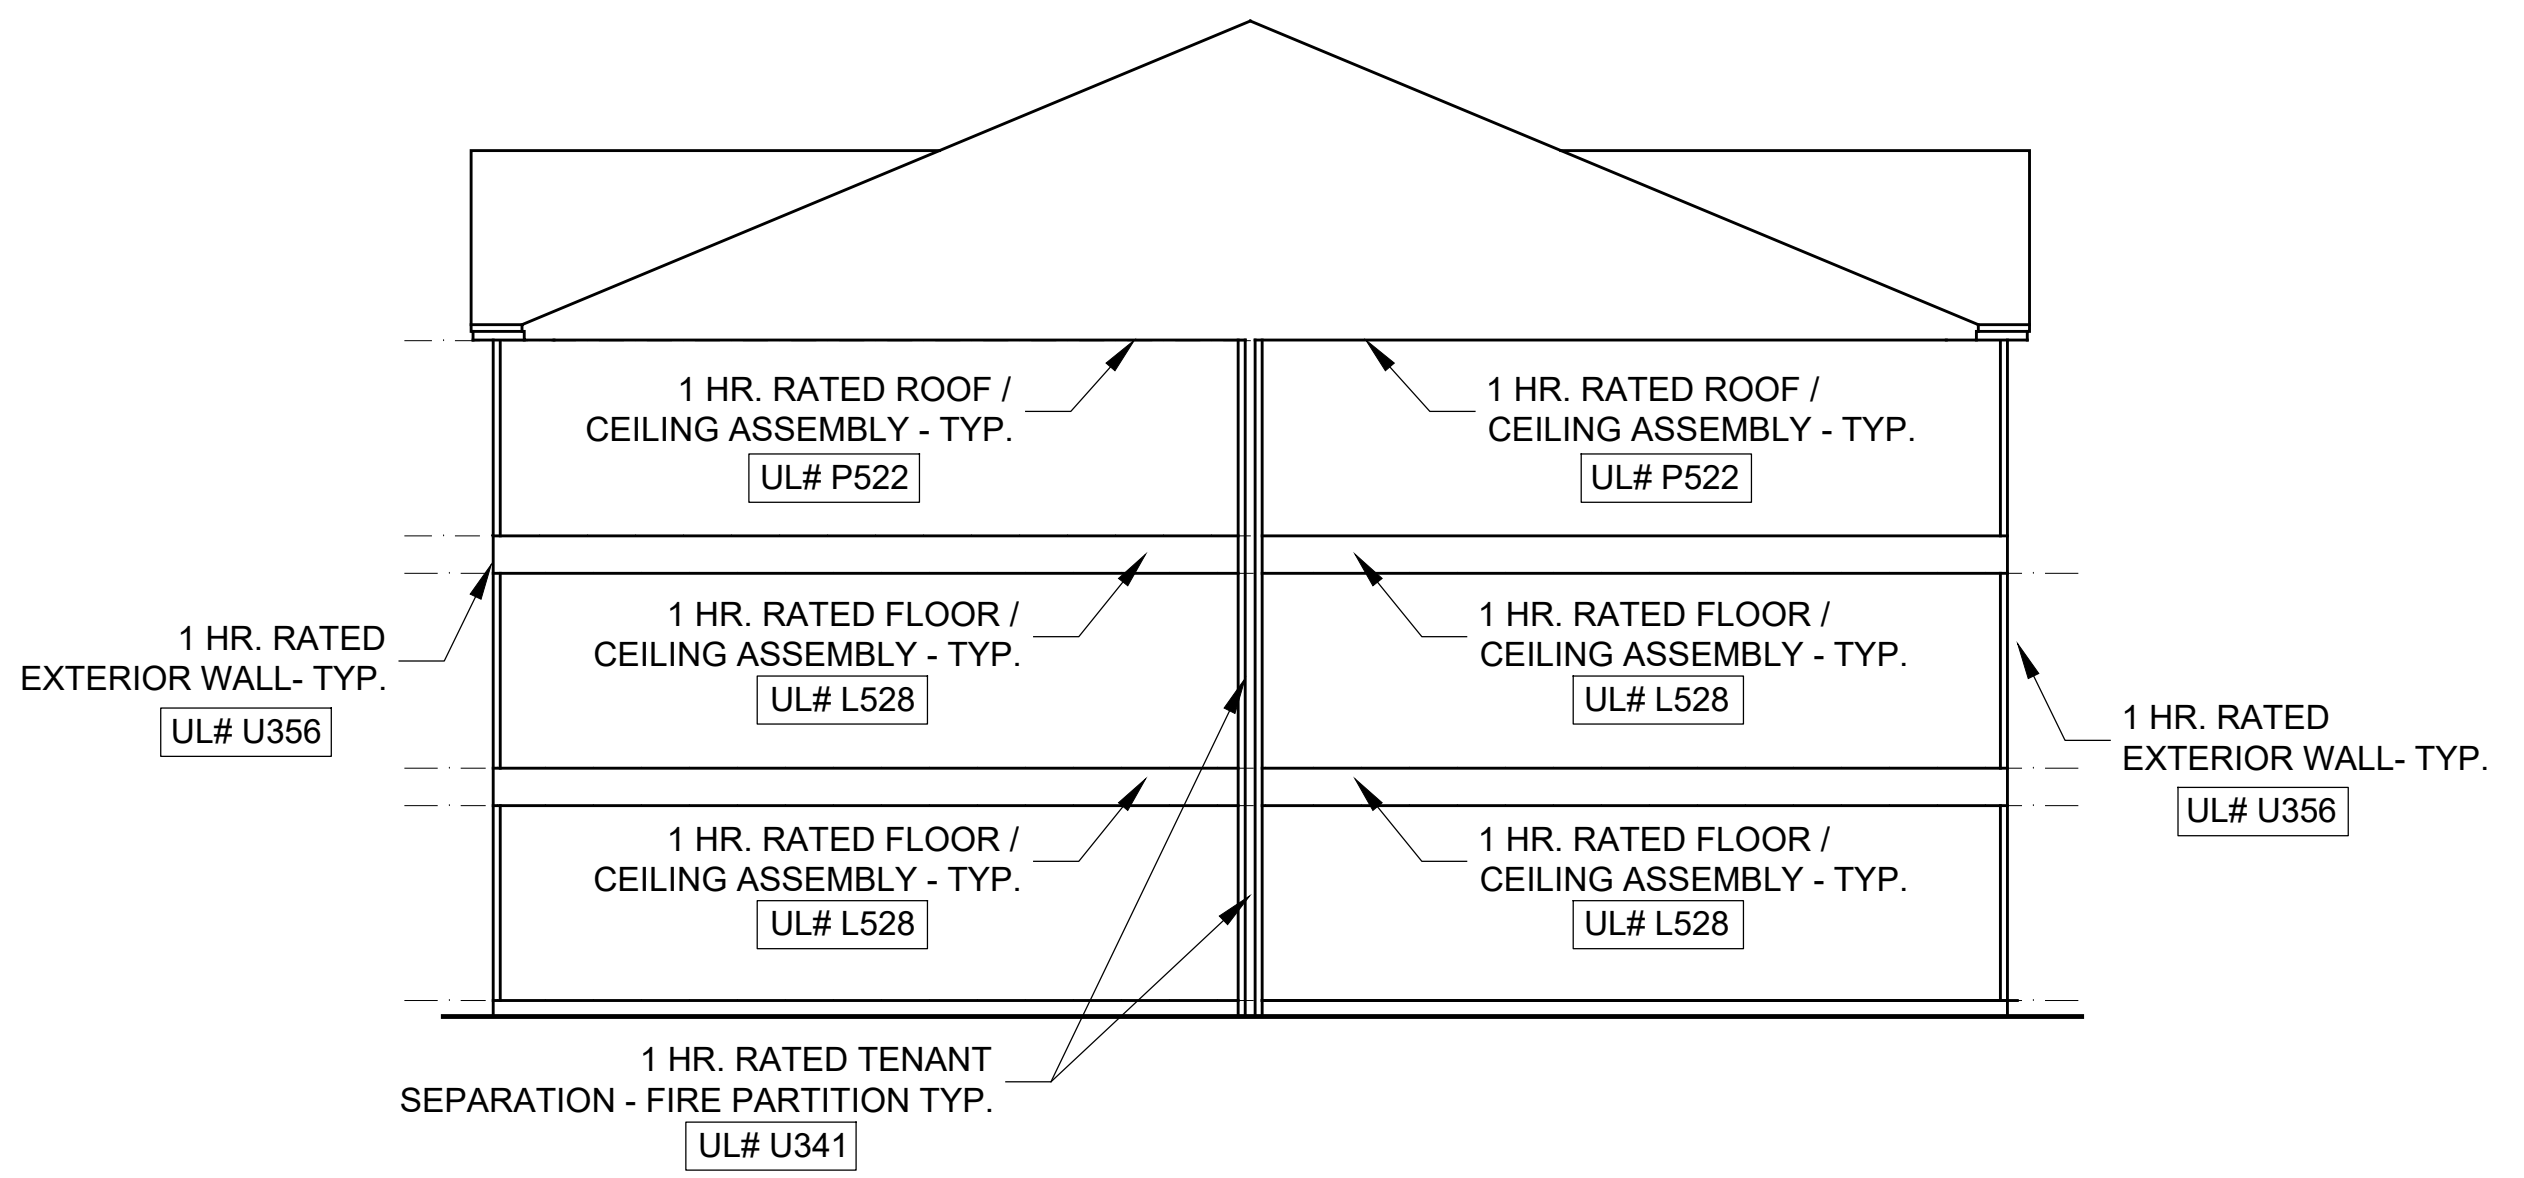 1 HR. RATED ROOF /
CEILING ASSEMBLY - TYP.
UL# P522
1 HR. RATED ROOF /
CEILING ASSEMBLY - TYP.
UL# P522
1 HR. RATED
EXTERIOR WALL- TYP.
UL# U356
1 HR. RATED FLOOR /
CEILING ASSEMBLY - TYP.
UL# L528
1 HR. RATED FLOOR /
CEILING ASSEMBLY - TYP.
UL# L528
1 HR. RATED
EXTERIOR WALL- TYP.
UL# U356
1 HR. RATED FLOOR /
CEILING ASSEMBLY - TYP.
UL# L528
1 HR. RATED FLOOR /
CEILING ASSEMBLY - TYP.
UL# L528
1 HR. RATED TENANT
SEPARATION - FIRE PARTITION TYP.
UL# U341